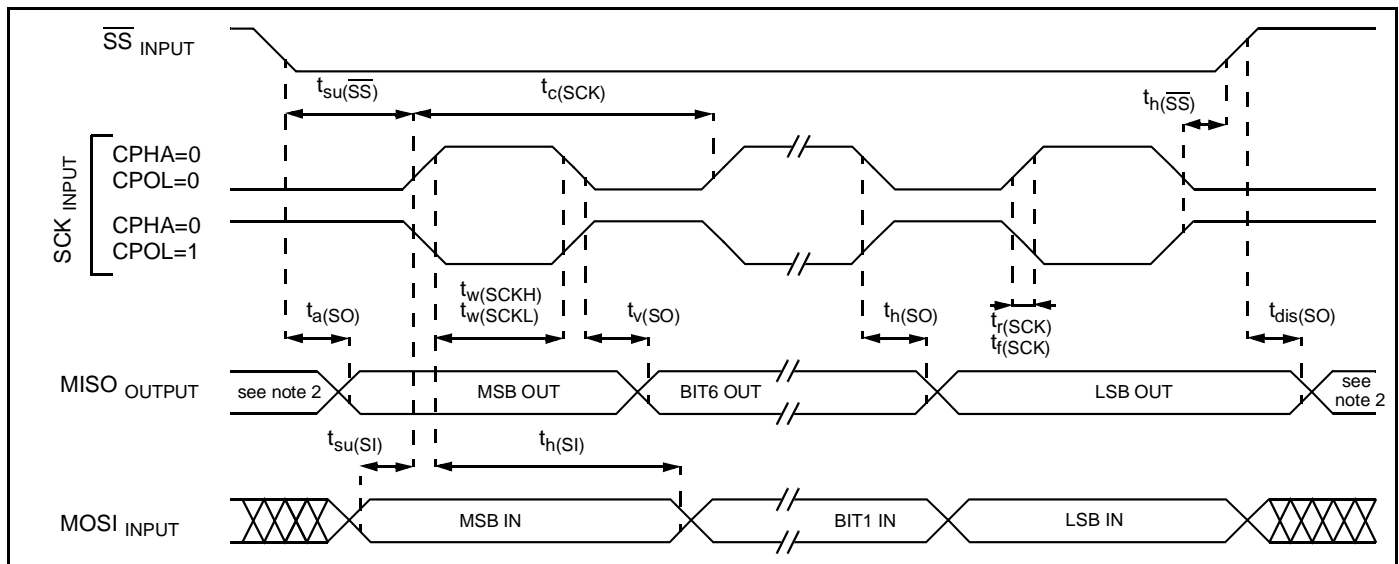 SS INPUT
tsu(SS)
tc(SCK)
th(SS)
SCK INPUT
CPHA=0
CPOL=0
CPHA=0
CPOL=1
ta(SO)
tw(SCKH)
tw(SCKL)
tv(SO)
th(SO)
tr(SCK)
tf(SCK)
tdis(SO)
MISO OUTPUT
see note 2
MSB OUT
BIT6 OUT
LSB OUT
see
note 2
tsu(SI)
th(SI)
MOSI INPUT
MSB IN
BIT1 IN
LSB IN